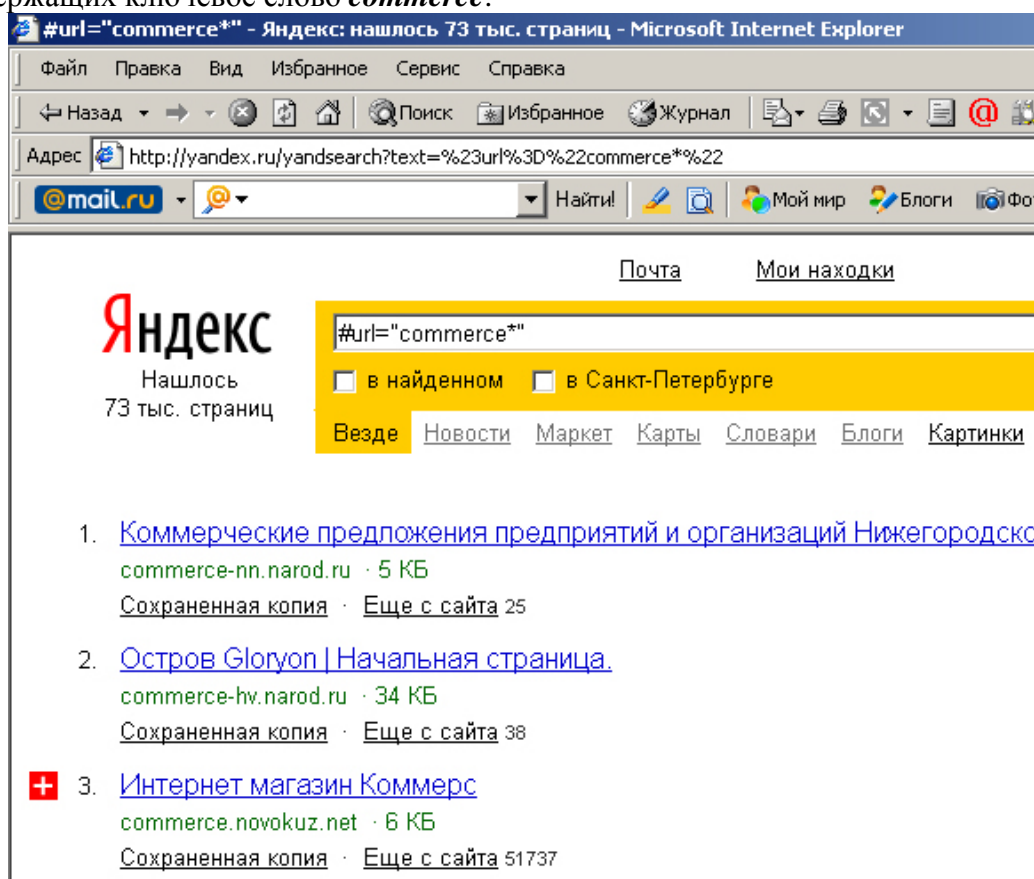 ключевое слово commerce.
#url="commerce*" - Яндекс: нашлось 73 тыс. страниц - Microsoft Internet Explorer
Файл Правка Вид Избранное Сервис Справка
Назад Поиск Избранное Журнал
Адрес http://yandex.ru/yandsearch?text=%23url%3D%22commerce*%22
@mail.ru Найти! Мой мир Блоги
Почта Мои находки
Яндекс
#url="commerce*"
Нашлось
73 тыс. страниц
в найденном в Санкт-Петербурге
Везде Новости Маркет Карты Словари Блоги Картинки
1. Коммерческие предложения предприятий и организаций Нижегородско
commerce-nn.narod.ru · 5 КБ
Сохраненная копия · Еще с сайта 25
2. Остров Gloryon | Начальная страница.
commerce-hv.narod.ru · 34 КБ
Сохраненная копия · Еще с сайта 38
3. Интернет магазин Коммерс
commerce.novokuz.net · 6 КБ
Сохраненная копия · Еще с сайта 51737